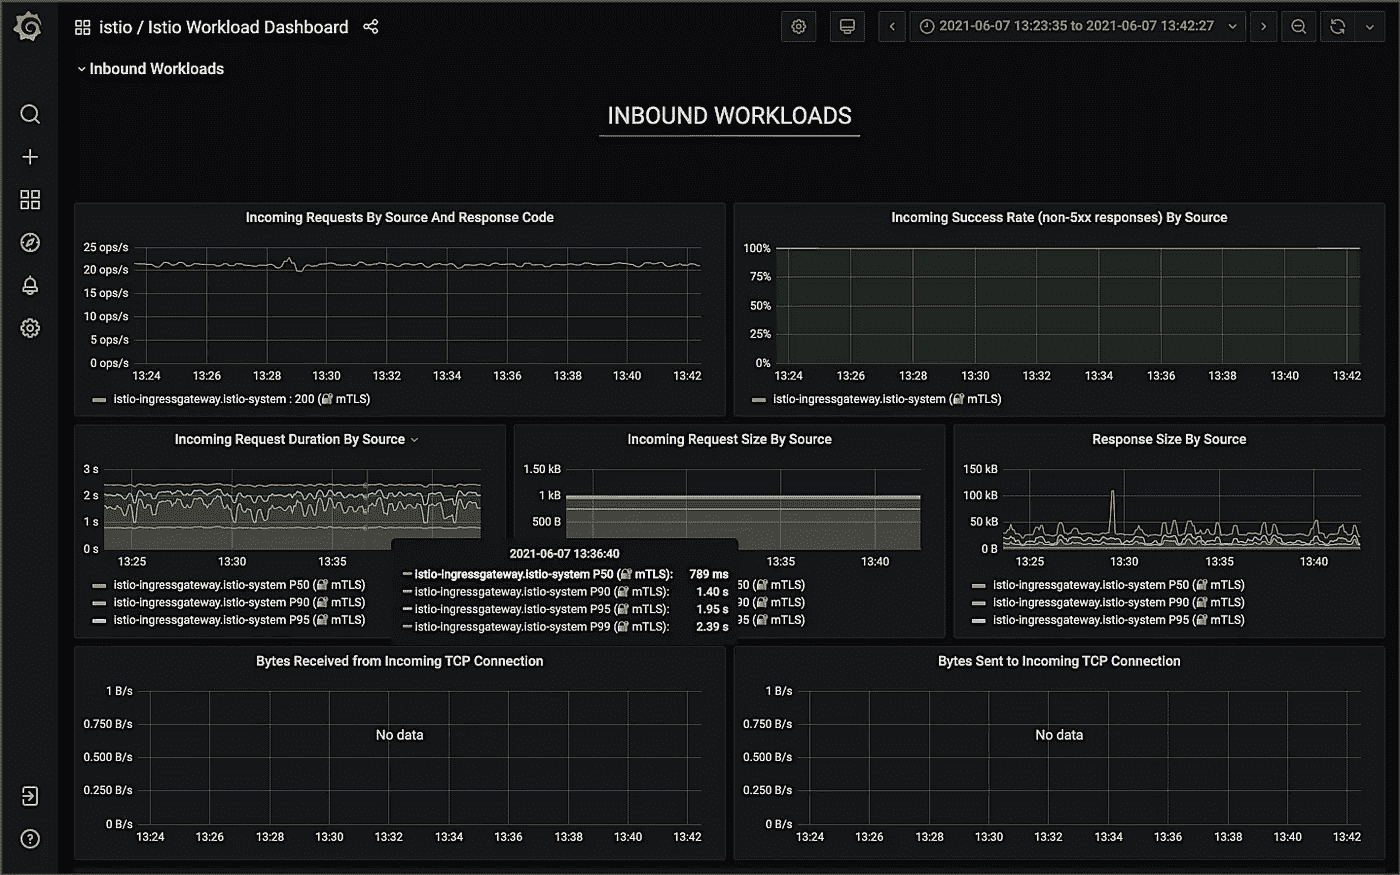 istio / Istio Workload Dashboard
2021-06-07 13:23:35 to 2021-06-07 13:42:27
Inbound Workloads
INBOUND WORKLOADS
Incoming Requests By Source And Response Code
25 ops/s
20 ops/s
15 ops/s
10 ops/s
5 ops/s
0 ops/s
13:24 13:26 13:28 13:30 13:32 13:34 13:36 13:38 13:40 13:42
istio-ingressgateway.istio-system : 200 (🔐 mTLS)
Incoming Success Rate (non-5xx responses) By Source
100%
75%
50%
25%
0%
13:24 13:26 13:28 13:30 13:32 13:34 13:36 13:38 13:40 13:42
istio-ingressgateway.istio-system (🔐 mTLS)
Incoming Request Duration By Source
3 s
2 s
1 s
0 s
13:25 13:30 13:35
istio-ingressgateway.istio-system P50 (🔐 mTLS)
istio-ingressgateway.istio-system P90 (🔐 mTLS)
istio-ingressgateway.istio-system P95 (🔐 mTLS)
2021-06-07 13:36:40
istio-ingressgateway.istio-system P50 (🔐 mTLS): 789 ms
istio-ingressgateway.istio-system P90 (🔐 mTLS): 1.40 s
istio-ingressgateway.istio-system P95 (🔐 mTLS): 1.95 s
istio-ingressgateway.istio-system P99 (🔐 mTLS): 2.39 s
Incoming Request Size By Source
1.50 kB
1 kB
500 B
13:35 13:40
50 (🔐 mTLS)
90 (🔐 mTLS)
95 (🔐 mTLS)
Response Size By Source
150 kB
100 kB
50 kB
0 B
13:25 13:30 13:35 13:40
istio-ingressgateway.istio-system P50 (🔐 mTLS)
istio-ingressgateway.istio-system P90 (🔐 mTLS)
istio-ingressgateway.istio-system P95 (🔐 mTLS)
Bytes Received from Incoming TCP Connection
1 B/s
0.750 B/s
0.500 B/s
0.250 B/s
0 B/s
No data
13:24 13:26 13:28 13:30 13:32 13:34 13:36 13:38 13:40 13:42
Bytes Sent to Incoming TCP Connection
1 B/s
0.750 B/s
0.500 B/s
0.250 B/s
0 B/s
No data
13:24 13:26 13:28 13:30 13:32 13:34 13:36 13:38 13:40 13:42